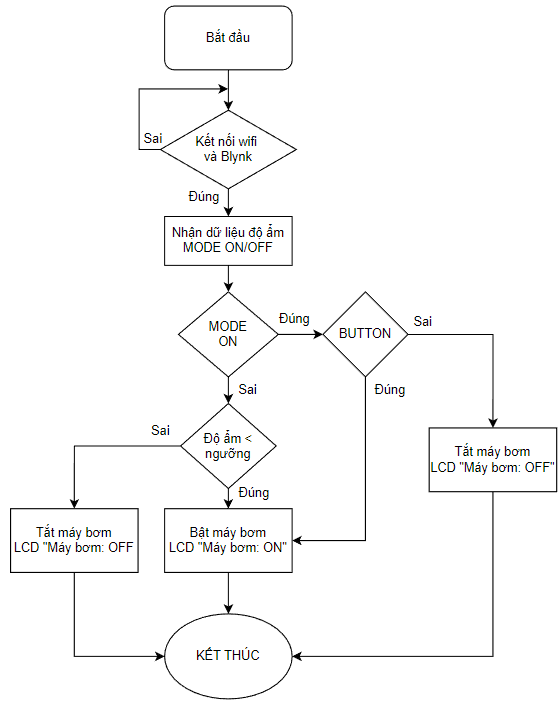 Bắt đầu
Sai
Kết nối wifi
và Blynk
Đúng
Nhận dữ liệu độ ẩm
MODE ON/OFF
MODE
ON
Đúng
BUTTON
Sai
Sai
Đúng
Sai
Độ ẩm <
ngưỡng
Đúng
Tắt máy bơm
LCD "Máy bơm: OFF"
Tắt máy bơm
LCD "Máy bơm: OFF
Bật máy bơm
LCD "Máy bơm: ON"
KẾT THÚC